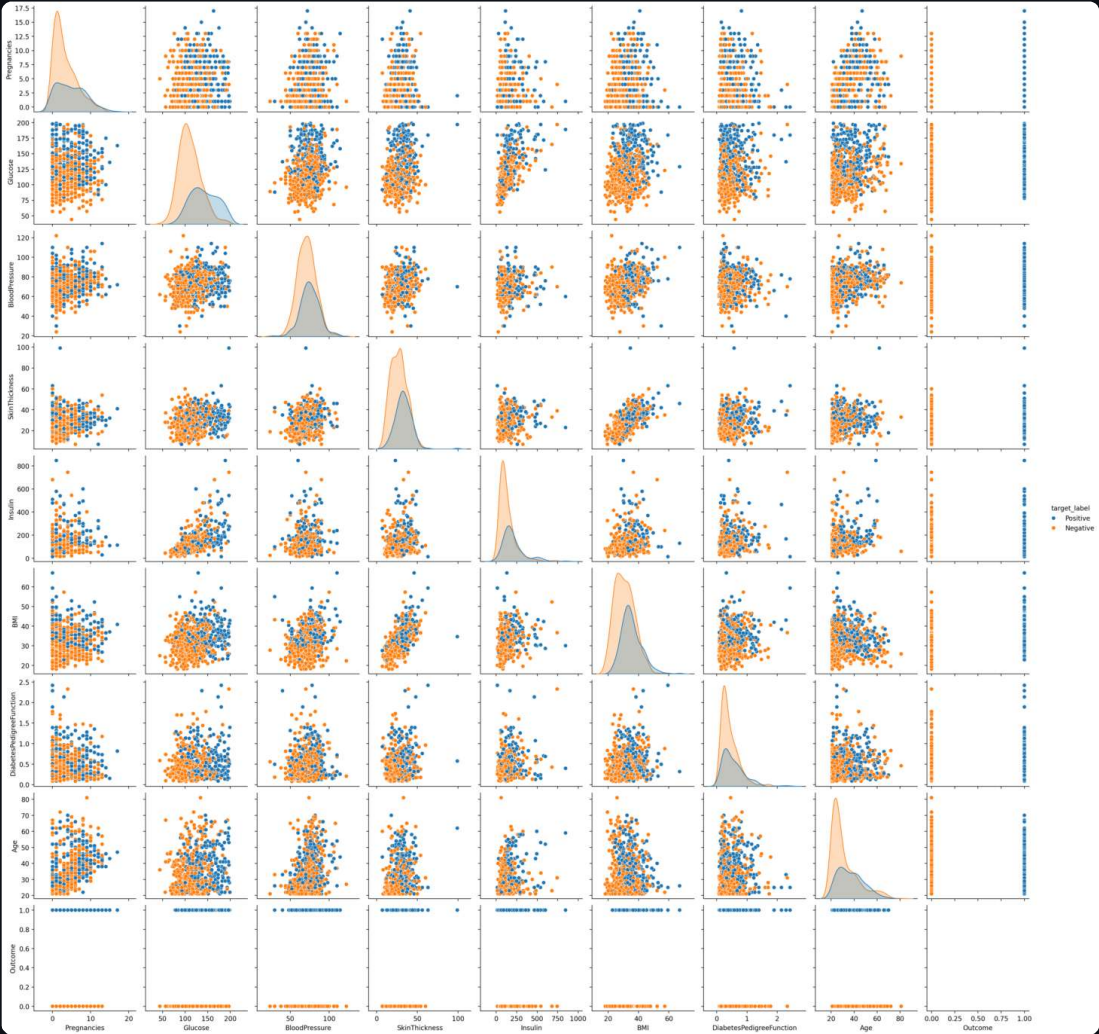 Pregnancies
17.5
15.0
12.5
10.0
7.5
5.0
2.5
0.0
Glucose
200
175
150
125
100
75
50
BloodPressure
120
100
80
60
40
20
SkinThickness
100
80
60
40
20
0
Insulin
800
600
400
200
0
target_label
Positive
Negative
BMI
60
50
40
30
20
DiabetesPedigreeFunction
2.5
2.0
1.5
1.0
0.5
0.0
Age
80
70
60
50
40
30
20
Outcome
1.0
0.8
0.6
0.4
0.2
0.0
0 10 20
50 100 150 200
50 100
0 50 100
0 250 500 750 1000
20 40 60
0 1 2
20 40 60 80
0.00 0.25 0.50 0.75 1.00
Pregnancies Glucose BloodPressure SkinThickness Insulin BMI DiabetesPedigreeFunction Age Outcome